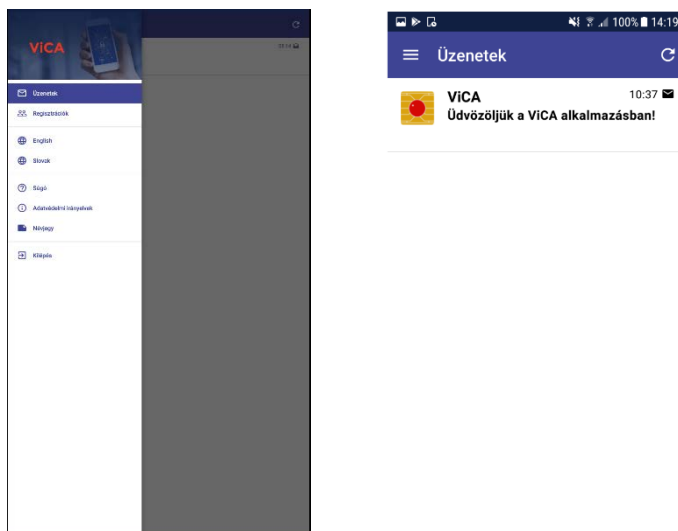 ViCA
Üzenetek
Regisztrációk
English
Slovak
Súgó
Adatvédelmi irányelvek
Névjegy
Kilépés
100% 14:19
Üzenetek
ViCA 10:37
Üdvözöljük a ViCA alkalmazásban!